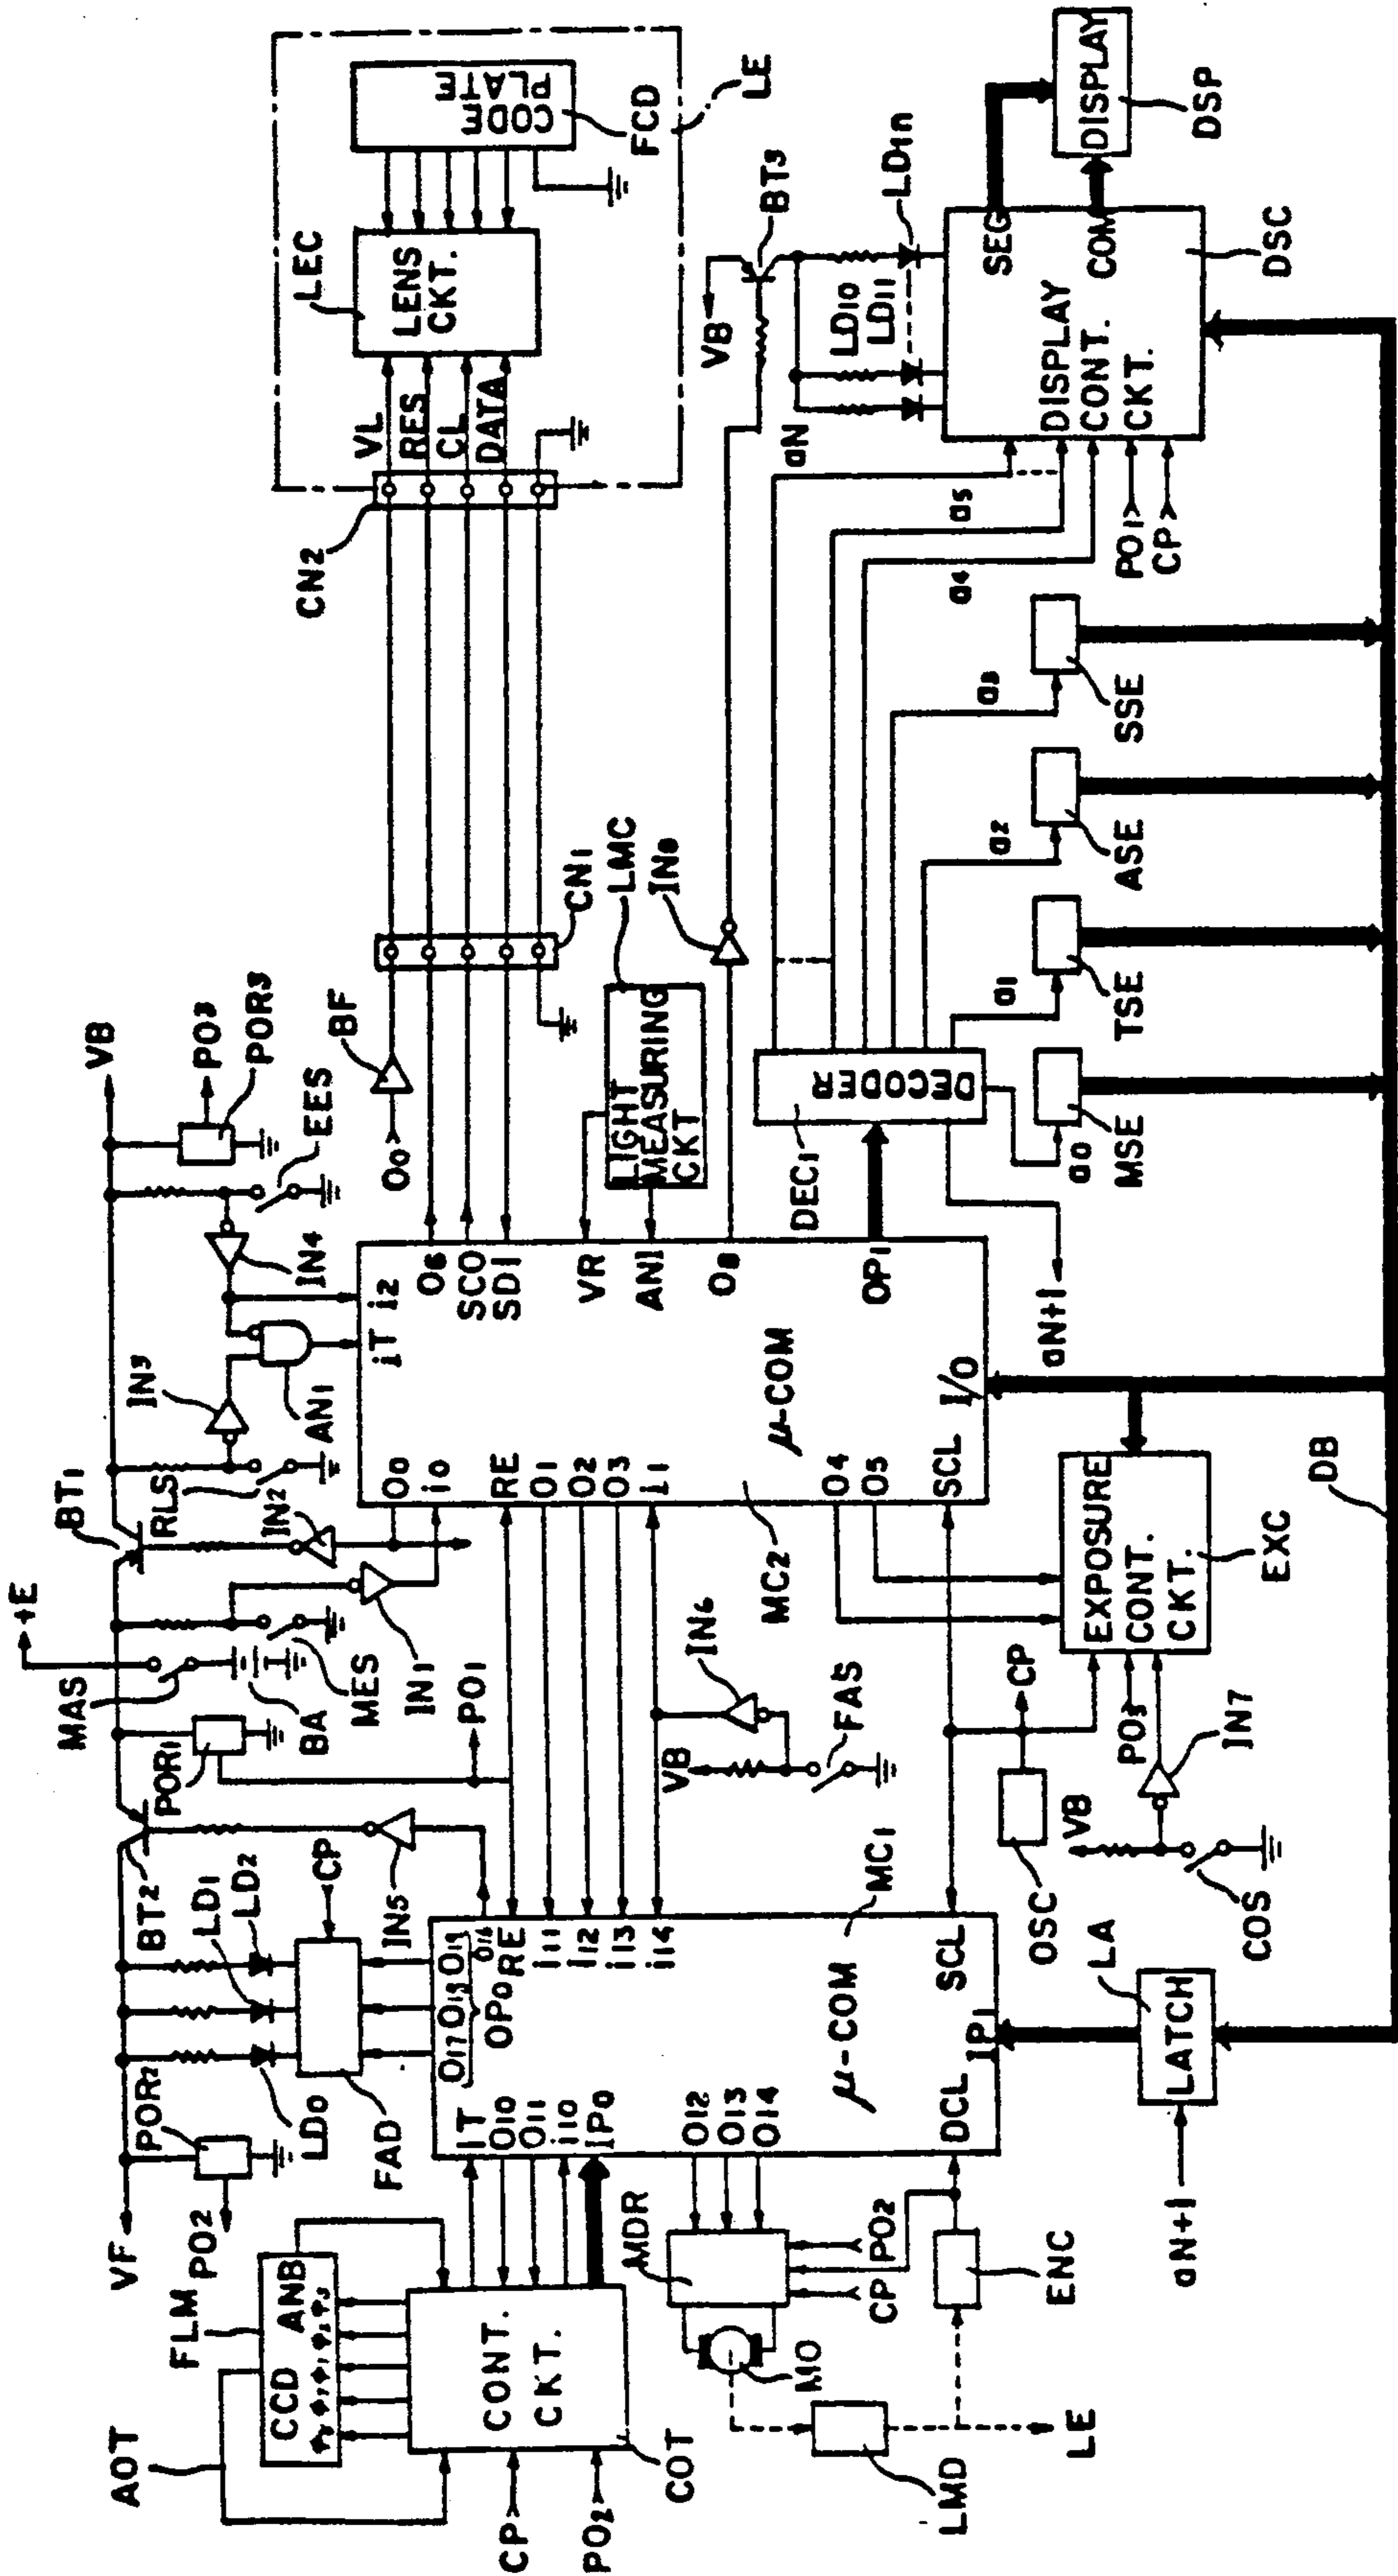 AOT
FLM
CCD
ANB
VF
PO2
POR2
LD0
LD1
LD2
BT2
FAD
CP
IN5
CONT.
CKT.
COT
CP
PO2
IT
O10
O11
i10
IP0
O17
O18
O19
OP0
O16
RE
i11
i12
i13
i14
O12
O13
O14
μ-COM
MC1
DCL
IP1
SCL
MDR
MO
CP
PO2
ENC
LMD
LE
LATCH
LA
aN+1
MAS
+E
POR1
BA
MES
IN1
PO1
BT1
RLS
IN2
IN3
AN1
IN4
EES
VB
PO3
POR3
VB
FAS
IN6
OSC
CP
VB
COS
IN7
PO3
EXPOSURE
CONT.
CKT.
EXC
O0
i0
RE
O1
O2
O3
i1
O4
O5
SCL
iT
i2
O6
SCO
SDI
VR
ANI
O8
OP1
I/O
μ-COM
MC2
O0
BF
CN1
LMC
LIGHT
MEASURING
CKT
IN8
DECODER
DEC1
aN+1
a0
MSE
a1
TSE
a2
ASE
a3
SSE
a4
a5
aN
DB
CN2
VL
RES
CL
DATA
LEC
LENS
CKT.
CODE
PLATE
FCD
LE
VB
BT3
LD10
LD11
LD1n
DISPLAY
CONT.
CKT.
SEG
COM
PO1
CP
DSC
DISPLAY
DSP